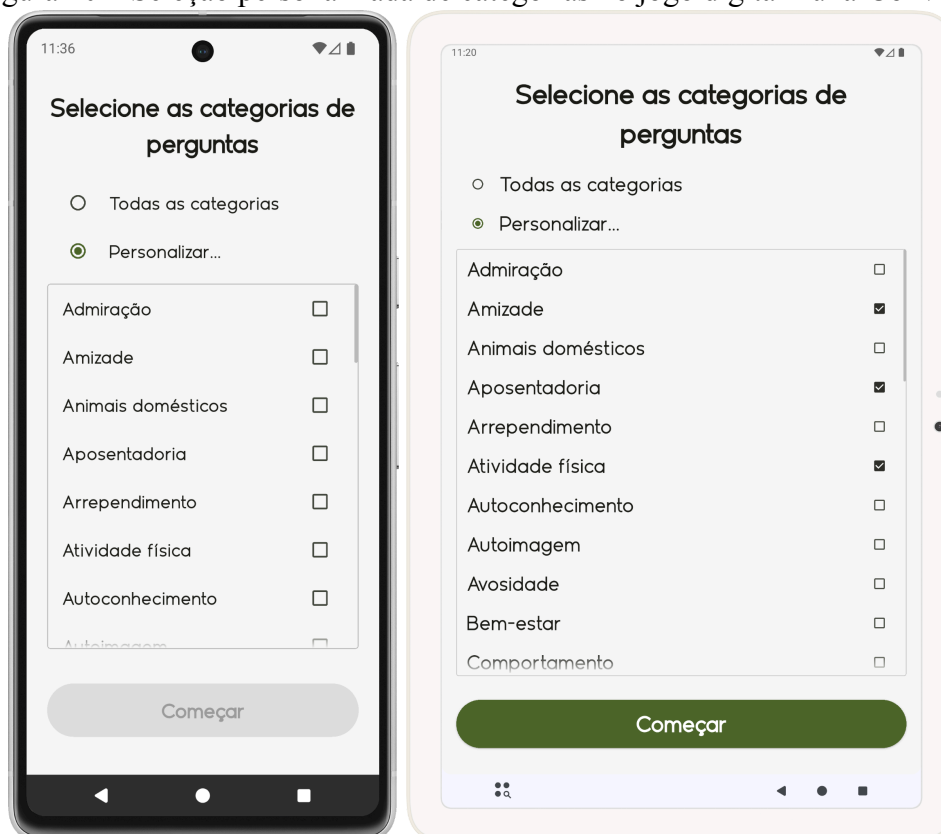 11:36
Selecione as categorias de
perguntas
Todas as categorias
Personalizar...
Admiração
Amizade
Animais domésticos
Aposentadoria
Arrependimento
Atividade física
Autoconhecimento
Autoimagem
Começar
11:20
Selecione as categorias de
perguntas
Todas as categorias
Personalizar...
Admiração
Amizade
Animais domésticos
Aposentadoria
Arrependimento
Atividade física
Autoconhecimento
Autoimagem
Avosidade
Bem-estar
Comportamento
Começar